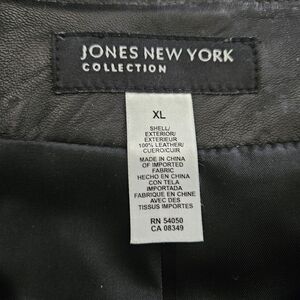 JONES NEW YORK
COLLECTION
XL
SHELL/
EXTERIOR/
EXTERIEUR
100% LEATHER/
CUERO/CUIR
MADE IN CHINA
OF IMPORTED
FABRIC
HECHO EN CHINA
CON TELA
IMPORTADA
FABRIQUE EN CHINE
AVEC DES
TISSUS IMPORTES
RN 54050
CA 08349